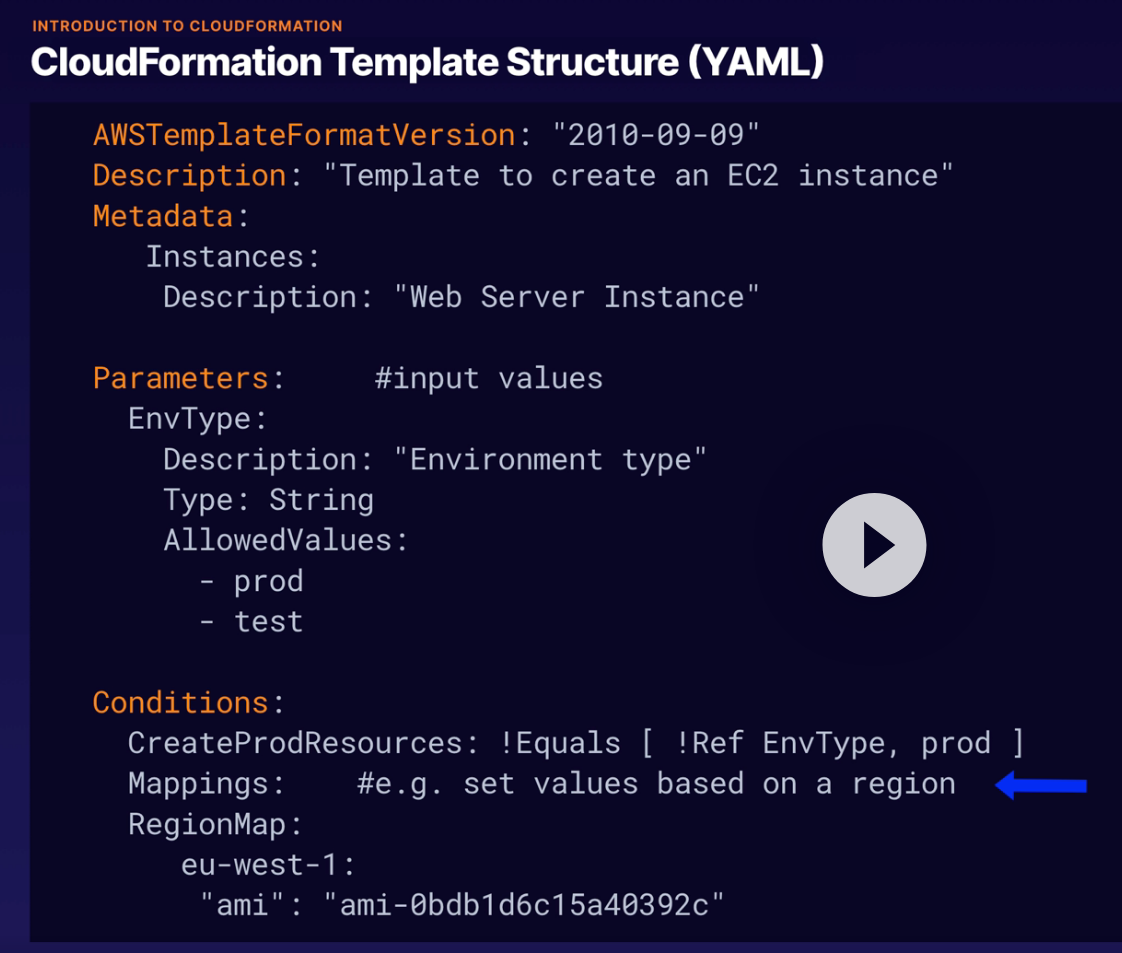 INTRODUCTION TO CLOUDFORMATION
CloudFormation Template Structure (YAML)
AWSTemplateFormatVersion: "2010-09-09"
Description: "Template to create an EC2 instance"
Metadata:
Instances:
Description: "Web Server Instance"
Parameters: #input values
EnvType:
Description: "Environment type"
Type: String
AllowedValues:
- prod
- test
Conditions:
CreateProdResources: !Equals [ !Ref EnvType, prod ]
Mappings: #e.g. set values based on a region
RegionMap:
eu-west-1:
"ami": "ami-0bdb1d6c15a40392c"